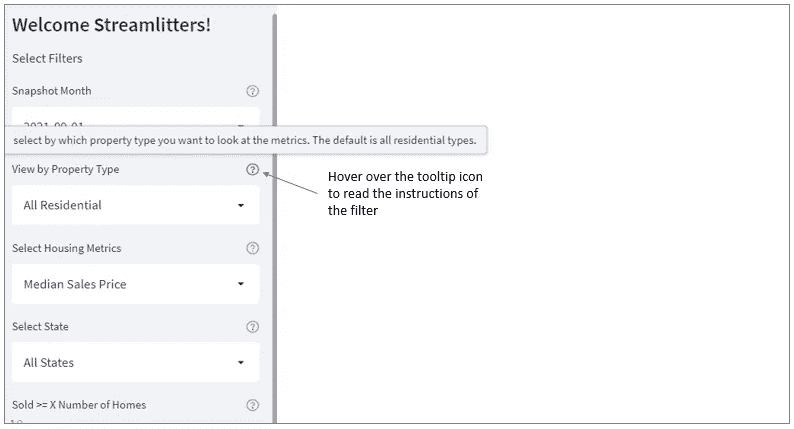 Welcome Streamlitters!
Select Filters
Snapshot Month
select by which property type you want to look at the metrics. The default is all residential types.
View by Property Type
Hover over the tooltip icon
to read the instructions of
the filter
All Residential
Select Housing Metrics
Median Sales Price
Select State
All States
Sold >= X Number of Homes